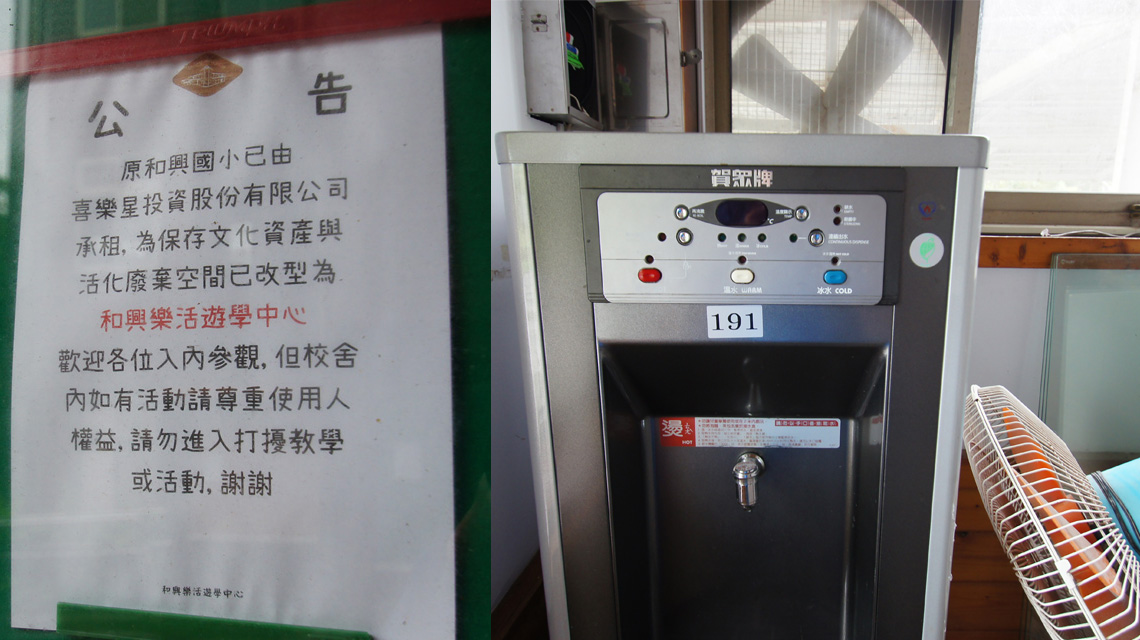 公告
原和興國小已由
喜樂星投資股份有限公司
承租, 為保存文化資產與
活化廢棄空間已改型為
和興樂活遊學中心
歡迎各位入內參觀, 但校舍
內如有活動請尊重使用人
權益, 請勿進入打擾教學
或活動, 謝謝
和興樂活遊學中心
賀眾牌
溫水 WARM
冰水 COLD
191
燙
HOT